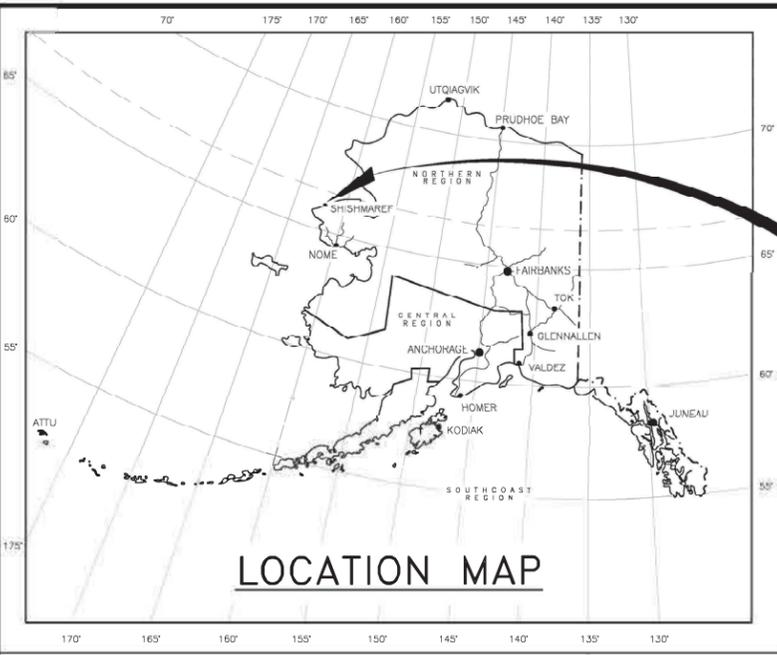 70° 175° 170° 165° 160° 155° 150° 145° 140° 135° 130°
65°
UTQIAGVIK
PRUDHOE BAY
70°
NORTHERN
REGION
SHISHMAREF
60°
NOME
65°
FAIRBANKS
TOK
CENTRAL
REGION
GLENNALLEN
55°
ANCHORAGE
VALDEZ
60°
HOMER
JUNEAU
ATTU
KODIAK
SOUTHCOAST
REGION
55°
175°
LOCATION MAP
170° 165° 160° 155° 150° 145° 140° 135° 130°